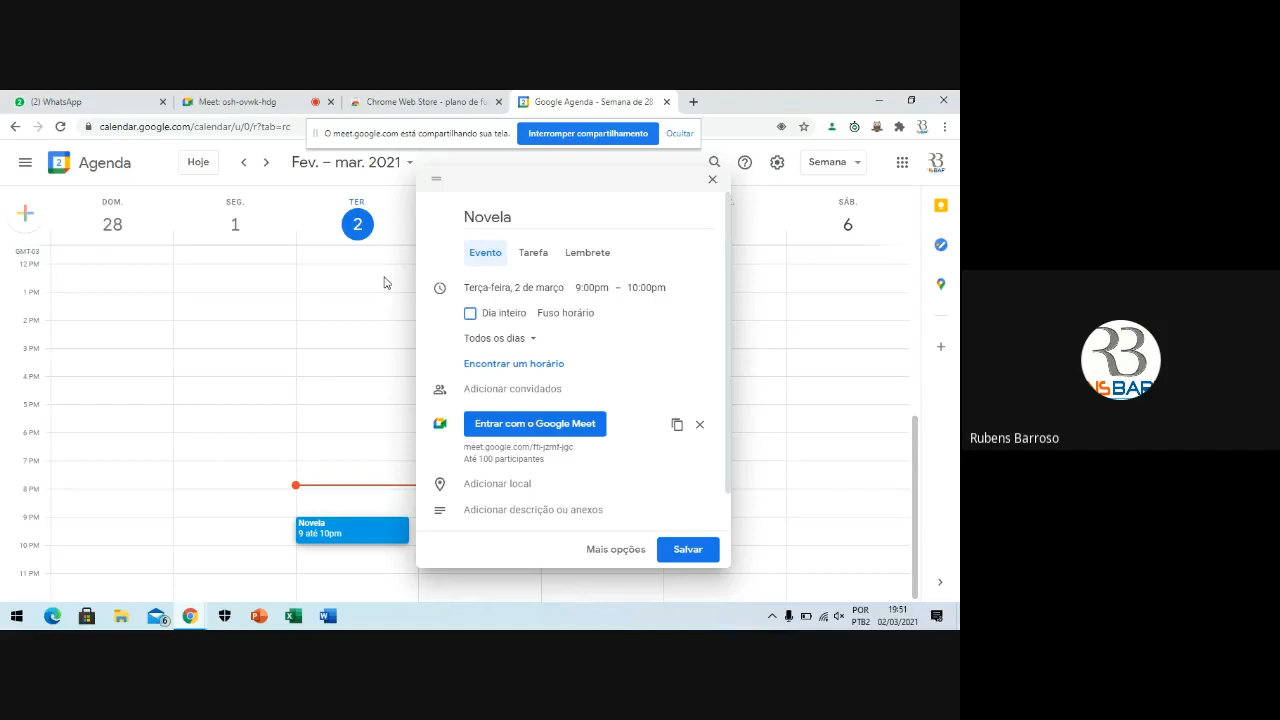 (2) WhatsApp
Meet: osh-ovwk-hdg
Chrome Web Store - plano de fu
Google Agenda - Semana de 28
calendar.google.com/calendar/u/0/r?tab=rc
O meet.google.com está compartilhando sua tela.
Interromper compartilhamento
Ocultar
2
Agenda
Hoje
Fev. – mar. 2021
Semana
DOM.
28
SEG.
1
TER.
2
SÁB.
6
GMT-03
12 PM
1 PM
2 PM
3 PM
4 PM
5 PM
6 PM
7 PM
8 PM
9 PM
10 PM
11 PM
Novela
9 até 10pm
Novela
Evento Tarefa Lembrete
Terça-feira, 2 de março 9:00pm – 10:00pm
Dia inteiro Fuso horário
Todos os dias
Encontrar um horário
Adicionar convidados
Entrar com o Google Meet
meet.google.com/fti-jzmf-jgc
Até 100 participantes
Adicionar local
Adicionar descrição ou anexos
Mais opções Salvar
6
POR
PTB2
19:51
02/03/2021
Rubens Barroso